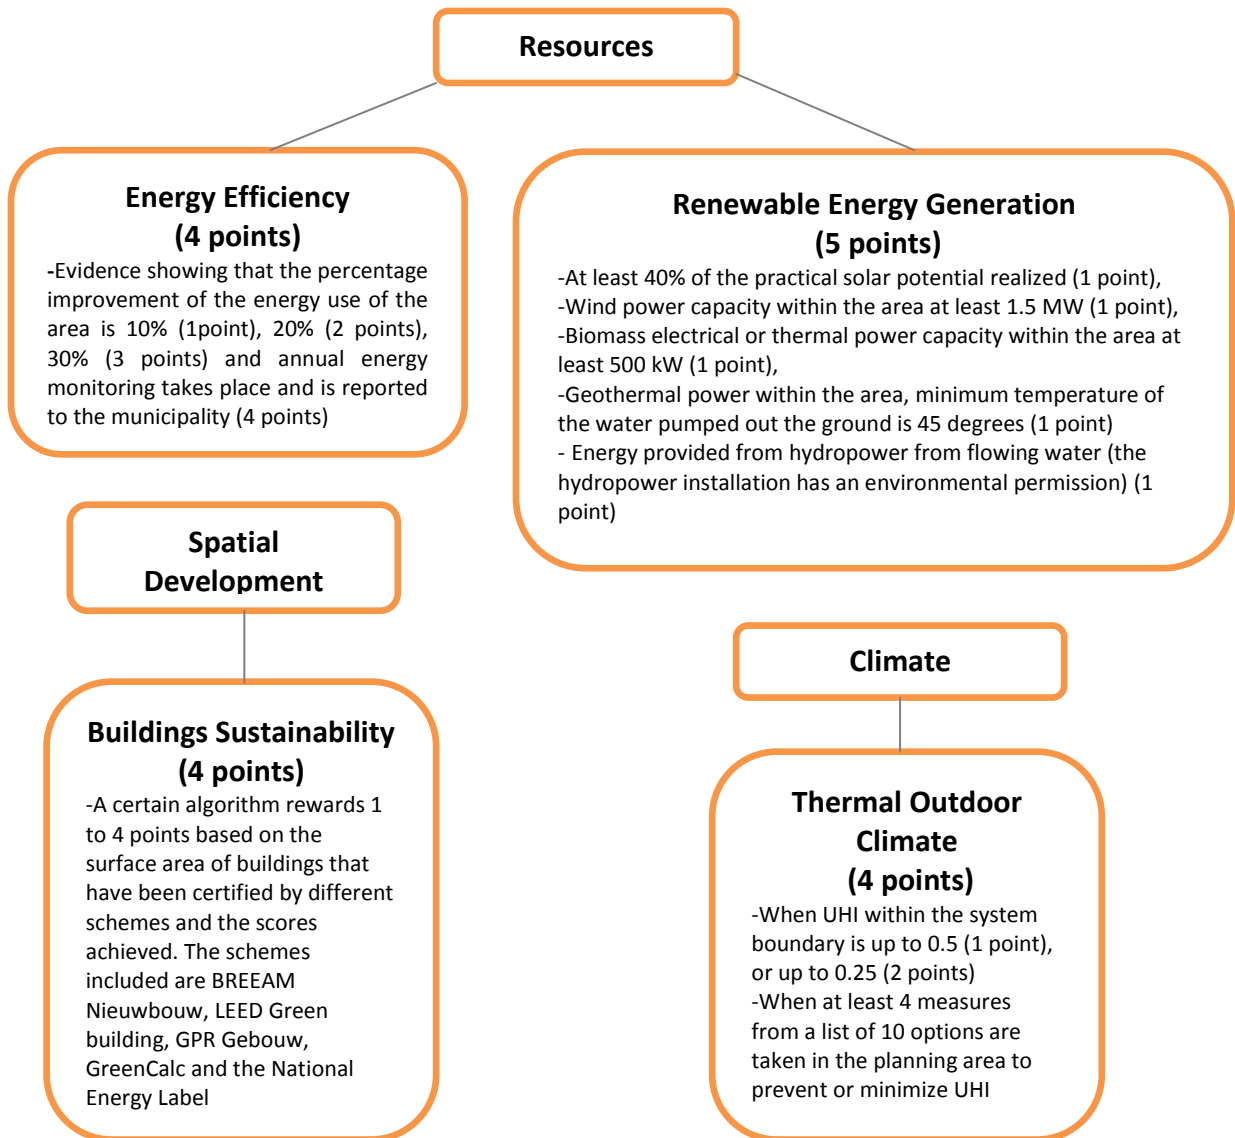 Resources
Energy Efficiency
(4 points)
-Evidence showing that the percentage
improvement of the energy use of the
area is 10% (1point), 20% (2 points),
30% (3 points) and annual energy
monitoring takes place and is reported
to the municipality (4 points)
Renewable Energy Generation
(5 points)
-At least 40% of the practical solar potential realized (1 point),
-Wind power capacity within the area at least 1.5 MW (1 point),
-Biomass electrical or thermal power capacity within the area at
least 500 kW (1 point),
-Geothermal power within the area, minimum temperature of
the water pumped out the ground is 45 degrees (1 point)
- Energy provided from hydropower from flowing water (the
hydropower installation has an environmental permission) (1
point)
Spatial
Development
Buildings Sustainability
(4 points)
-A certain algorithm rewards 1
to 4 points based on the
surface area of buildings that
have been certified by different
schemes and the scores
achieved. The schemes
included are BREEAM
Nieuwbouw, LEED Green
building, GPR Gebouw,
GreenCalc and the National
Energy Label
Climate
Thermal Outdoor
Climate
(4 points)
-When UHI within the system
boundary is up to 0.5 (1 point),
or up to 0.25 (2 points)
-When at least 4 measures
from a list of 10 options are
taken in the planning area to
prevent or minimize UHI